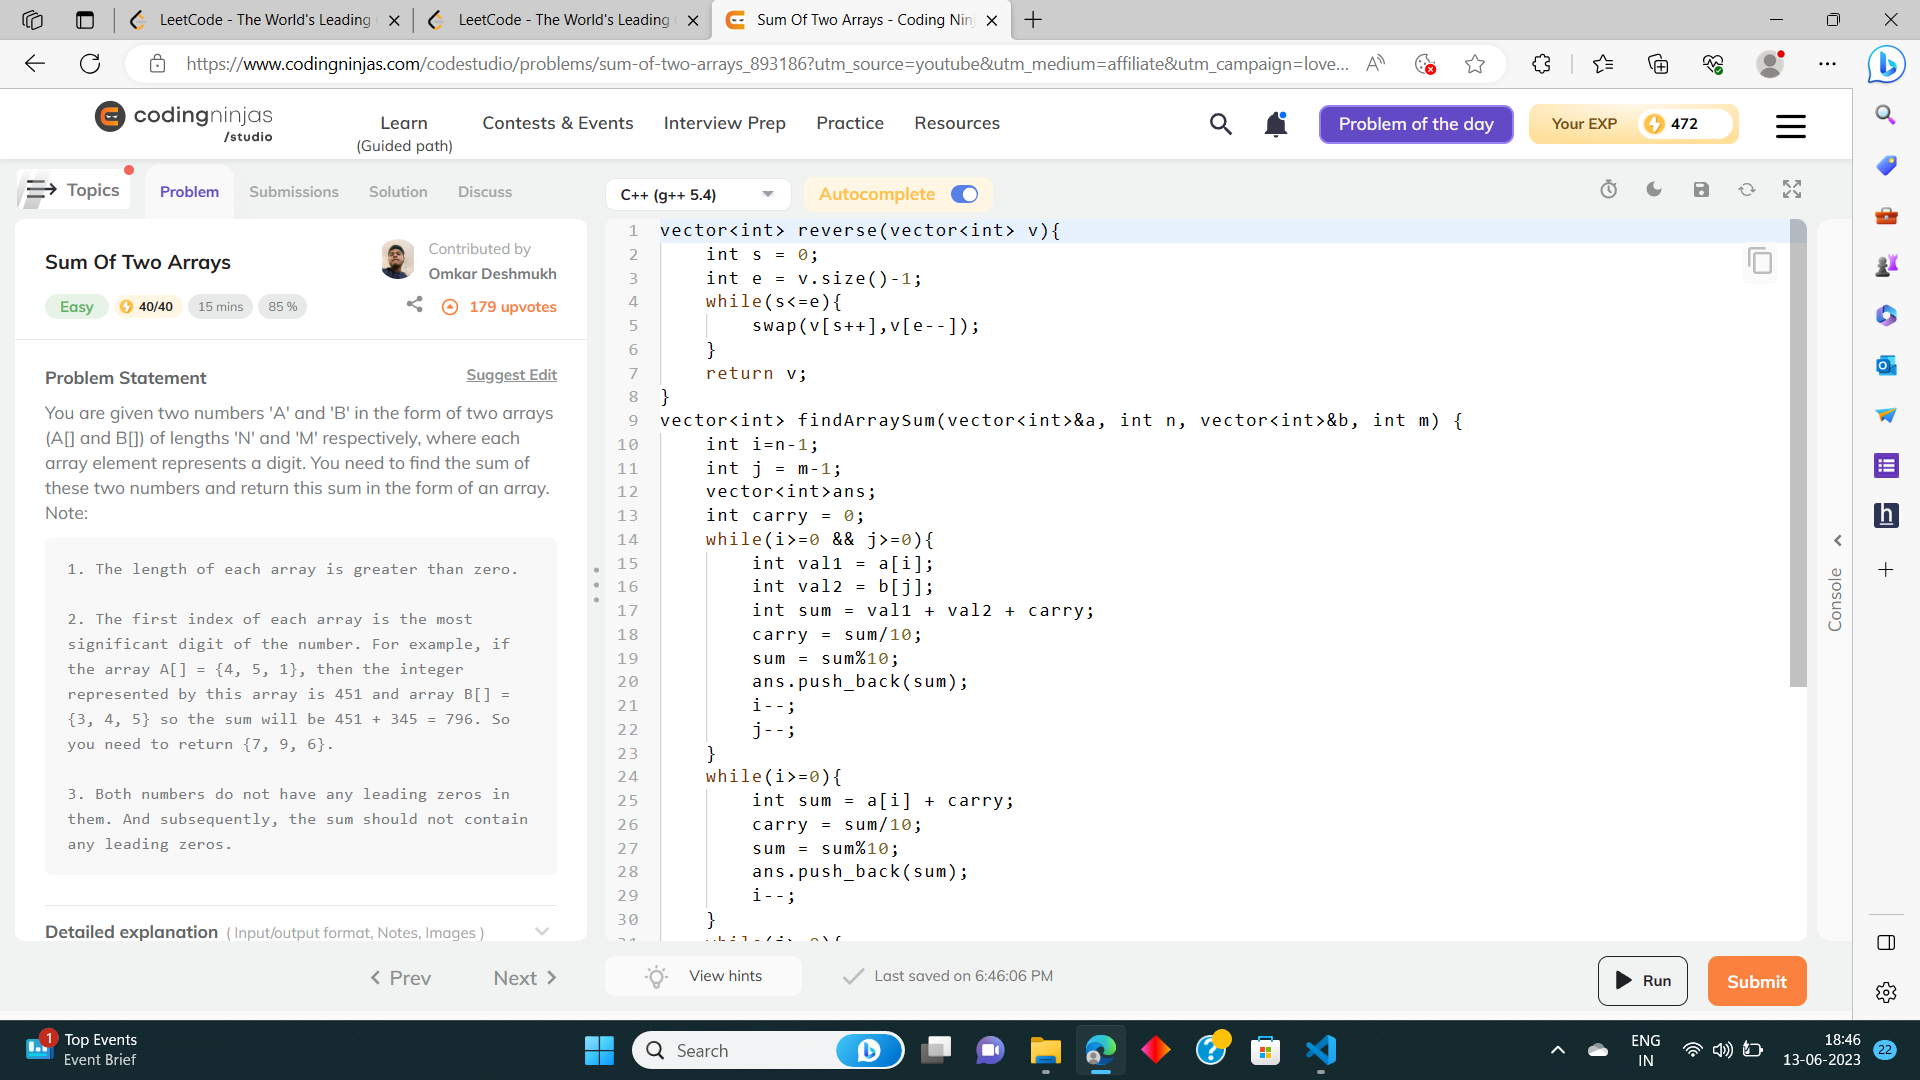 LeetCode - The World's Leading
LeetCode - The World's Leading
Sum Of Two Arrays - Coding Nin
https://www.codingninjas.com/codestudio/problems/sum-of-two-arrays_893186?utm_source=youtube&utm_medium=affiliate&utm_campaign=love...
codingninjas
/studio
Learn
(Guided path)
Contests & Events
Interview Prep
Practice
Resources
Problem of the day
Your EXP
472
Topics
Problem
Submissions
Solution
Discuss
C++ (g++ 5.4)
Autocomplete
Sum Of Two Arrays
Contributed by
Omkar Deshmukh
Easy
40/40
15 mins
85 %
179 upvotes
Problem Statement
Suggest Edit
You are given two numbers 'A' and 'B' in the form of two arrays
(A[] and B[]) of lengths 'N' and 'M' respectively, where each
array element represents a digit. You need to find the sum of
these two numbers and return this sum in the form of an array.
Note:
1. The length of each array is greater than zero.
2. The first index of each array is the most
significant digit of the number. For example, if
the array A[] = {4, 5, 1}, then the integer
represented by this array is 451 and array B[] =
{3, 4, 5} so the sum will be 451 + 345 = 796. So
you need to return {7, 9, 6}.
3. Both numbers do not have any leading zeros in
them. And subsequently, the sum should not contain
any leading zeros.
Detailed explanation ( Input/output format, Notes, Images )
Prev
Next
1 vector<int> reverse(vector<int> v){
2 int s = 0;
3 int e = v.size()-1;
4 while(s<=e){
5 swap(v[s++],v[e--]);
6 }
7 return v;
8 }
9 vector<int> findArraySum(vector<int>&a, int n, vector<int>&b, int m) {
10 int i=n-1;
11 int j = m-1;
12 vector<int>ans;
13 int carry = 0;
14 while(i>=0 && j>=0){
15 int val1 = a[i];
16 int val2 = b[j];
17 int sum = val1 + val2 + carry;
18 carry = sum/10;
19 sum = sum%10;
20 ans.push_back(sum);
21 i--;
22 j--;
23 }
24 while(i>=0){
25 int sum = a[i] + carry;
26 carry = sum/10;
27 sum = sum%10;
28 ans.push_back(sum);
29 i--;
30 }
Console
View hints
Last saved on 6:46:06 PM
Run
Submit
1
Top Events
Event Brief
Search
ENG
IN
18:46
13-06-2023
22